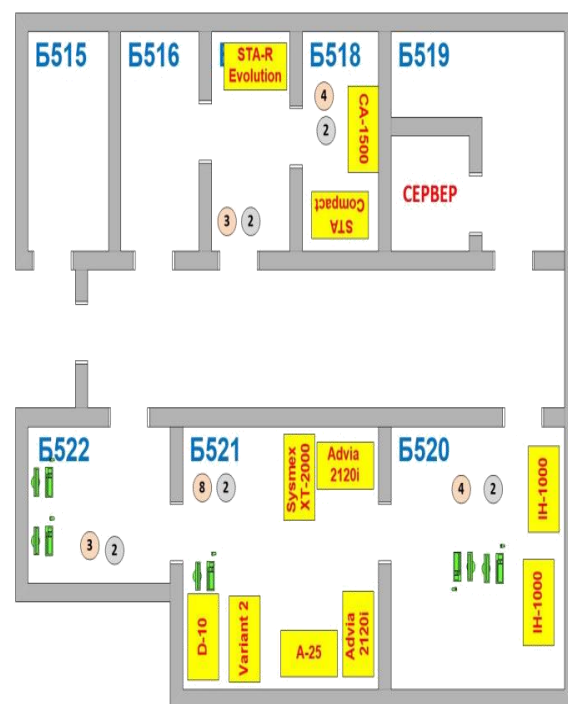 Б515
Б516
Б
STA-R
Evolution
Б518
Б519
4
2
CA-1500
СЕРВЕР
STA
Compact
3
2
Б522
Б521
Б520
8
2
Sysmex
XT-2000
Advia
2120i
4
2
IH-1000
3
2
D-10
Variant 2
A-25
Advia
2120i
IH-1000